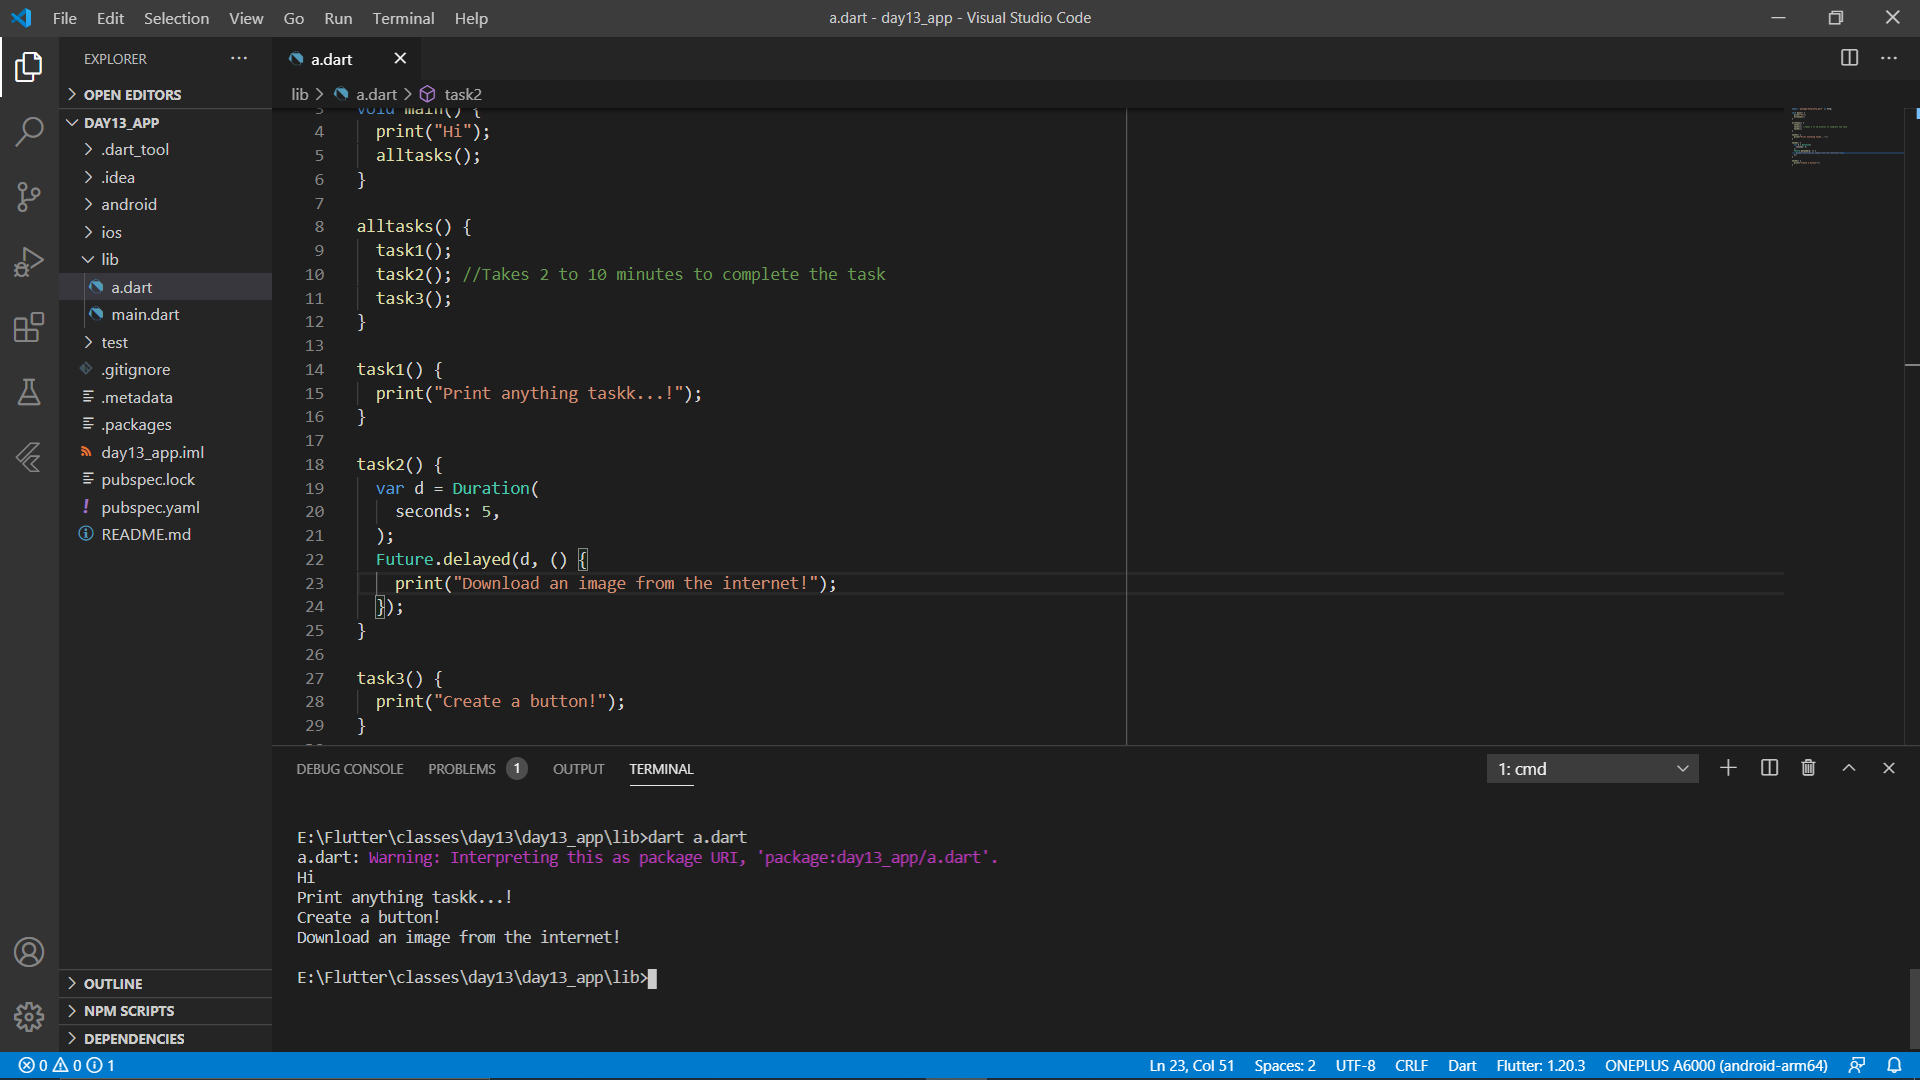 File Edit Selection View Go Run Terminal Help
a.dart - day13_app - Visual Studio Code
EXPLORER
OPEN EDITORS
DAY13_APP
.dart_tool
.idea
android
ios
lib
a.dart
main.dart
test
.gitignore
.metadata
.packages
day13_app.iml
pubspec.lock
pubspec.yaml
README.md
OUTLINE
NPM SCRIPTS
DEPENDENCIES
a.dart
lib > a.dart > task2
3 void main() {
4 print("Hi");
5 alltasks();
6 }
7
8 alltasks() {
9 task1();
10 task2(); //Takes 2 to 10 minutes to complete the task
11 task3();
12 }
13
14 task1() {
15 print("Print anything taskk...!");
16 }
17
18 task2() {
19 var d = Duration(
20 seconds: 5,
21 );
22 Future.delayed(d, () {
23 print("Download an image from the internet!");
24 });
25 }
26
27 task3() {
28 print("Create a button!");
29 }
DEBUG CONSOLE PROBLEMS 1 OUTPUT TERMINAL
1: cmd
E:\Flutter\classes\day13\day13_app\lib>dart a.dart
a.dart: Warning: Interpreting this as package URI, 'package:day13_app/a.dart'.
Hi
Print anything taskk...!
Create a button!
Download an image from the internet!
E:\Flutter\classes\day13\day13_app\lib>
0 0 1
Ln 23, Col 51 Spaces: 2 UTF-8 CRLF Dart Flutter: 1.20.3 ONEPLUS A6000 (android-arm64)